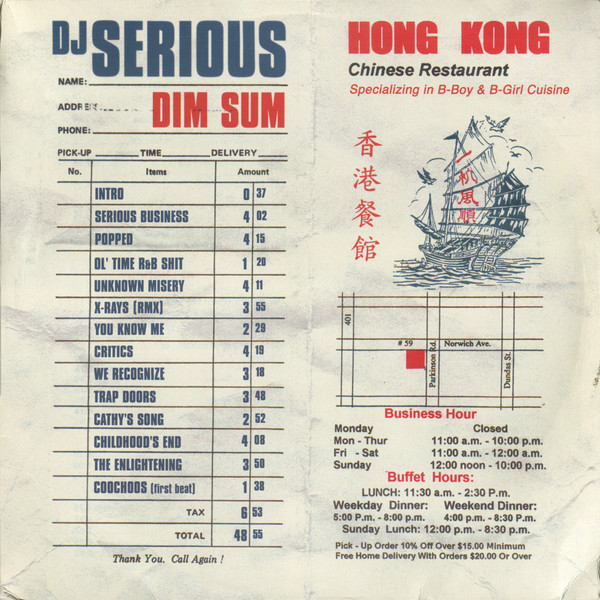 DJ SERIOUS
NAME:
DIM SUM
PHONE:
PICK-UP TIME DELIVERY
No. Items Amount
INTRO 0 37
SERIOUS BUSINESS 4 02
POPPED 4 15
OL' TIME R&B SHIT 1 20
UNKNOWN MISERY 4 11
X-RAYS (RMX) 3 55
YOU KNOW ME 2 29
CRITICS 4 19
WE RECOGNIZE 3 18
TRAP DOORS 3 48
CATHY'S SONG 2 52
CHILDHOOD'S END 4 08
THE ENLIGHTENING 3 50
COOCHOOS (first beat) 1 38
TAX 6 53
TOTAL 48 55
Thank You. Call Again !
HONG KONG
Chinese Restaurant
Specializing in B-Boy & B-Girl Cuisine
香港餐館
一帆風順
401
# 59 Norwich Ave.
Parkinson Rd.
Dundas St.
Business Hour
Monday Closed
Mon - Thur 11:00 a.m. - 10:00 p.m.
Fri - Sat 11:00 a.m. - 12:00 a.m.
Sunday 12:00 noon - 10:00 p.m.
Buffet Hours:
LUNCH: 11:30 a.m. - 2:30 P.m.
Weekday Dinner: Weekend Dinner:
5:00 P.m. - 8:00 p.m. 4:00 p.m. - 8:30 P.m.
Sunday Lunch: 12:00 p.m. - 8:30 p.m.
Pick - Up Order 10% Off Over $15.00 Minimum
Free Home Delivery With Orders $20.00 Or Over